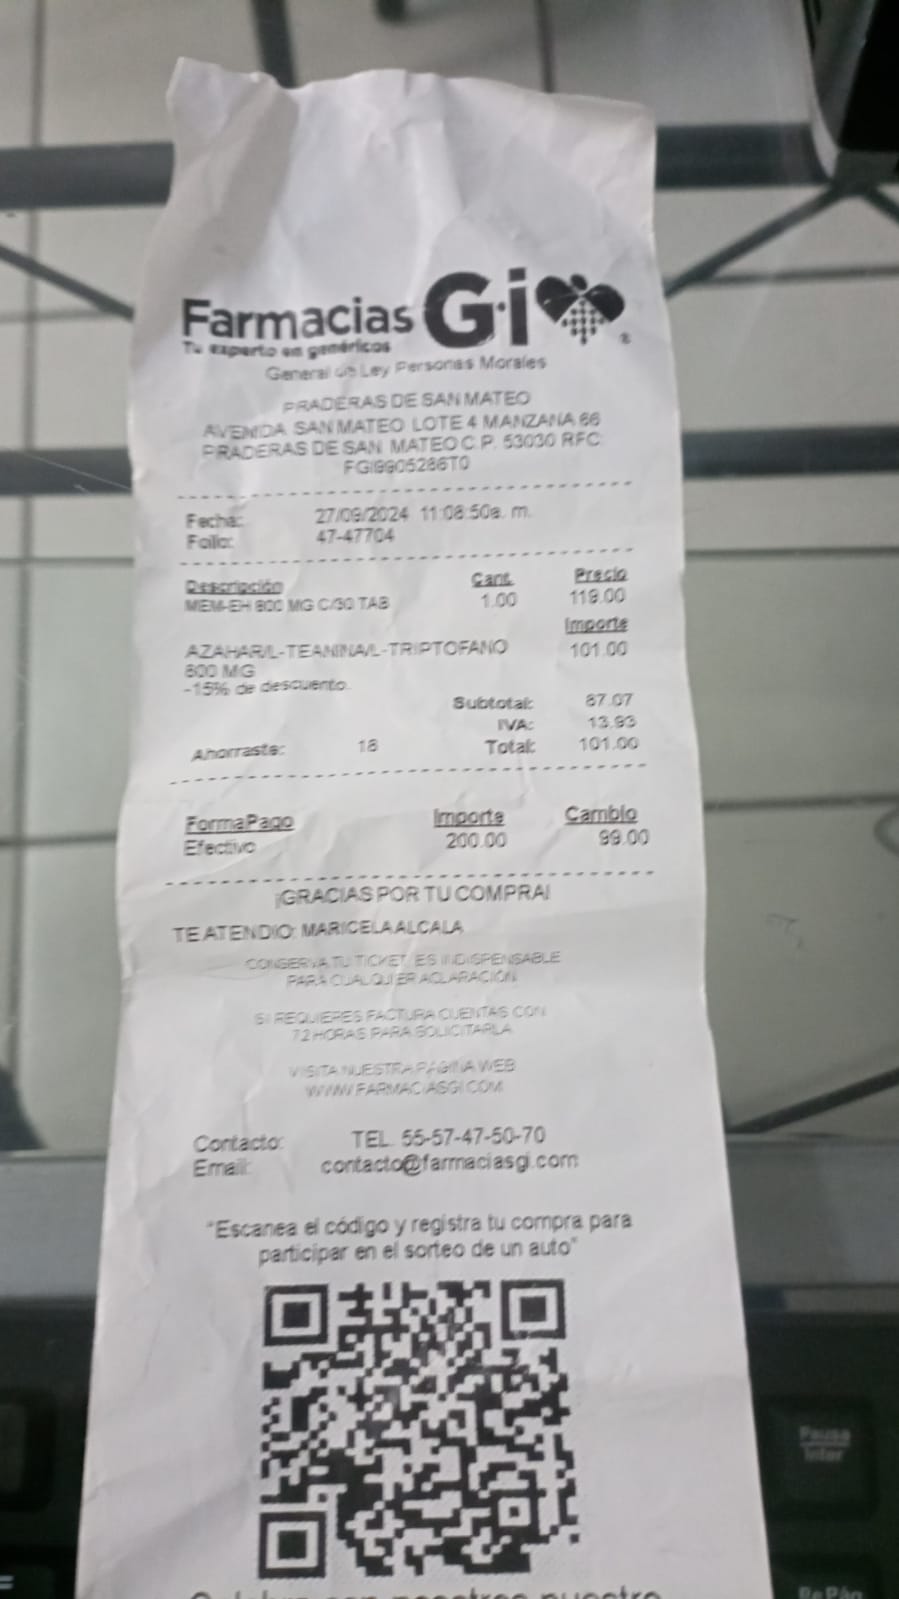 Farmacias Gi
Tu experto en genéricos
General de Ley Personas Morales
PRADERAS DE SAN MATEO
AVENIDA SAN MATEO LOTE 4 MANZANA 66
PRADERAS DE SAN MATEO C.P. 53030 RFC:
FGI9905286T0
Fecha: 27/09/2024 11:08:50a. m.
Folio: 47-47704
Descripción Cant. Precio
MEM-EH 800 MG C/30 TAB 1.00 119.00
Importe
AZAHAR/L-TEANINA/L-TRIPTOFANO 101.00
800 MG
-15% de descuento.
Subtotal: 87.07
IVA: 13.93
Ahorraste: 18 Total: 101.00
FormaPago Importe Cambio
Efectivo 200.00 99.00
¡GRACIAS POR TU COMPRA!
TE ATENDIO: MARICELA ALCALA
CONSERVA TU TICKET, ES INDISPENSABLE
PARA CUALQUIER ACLARACIÓN
SI REQUIERES FACTURA CUENTAS CON
72 HORAS PARA SOLICITARLA
VISITA NUESTRA PAGINA WEB
WWW.FARMACIASGI.COM
Contacto: TEL. 55-57-47-50-70
Email: contacto@farmaciasgi.com
"Escanea el código y registra tu compra para
participar en el sorteo de un auto"
Pausa
Inter
Re Pág